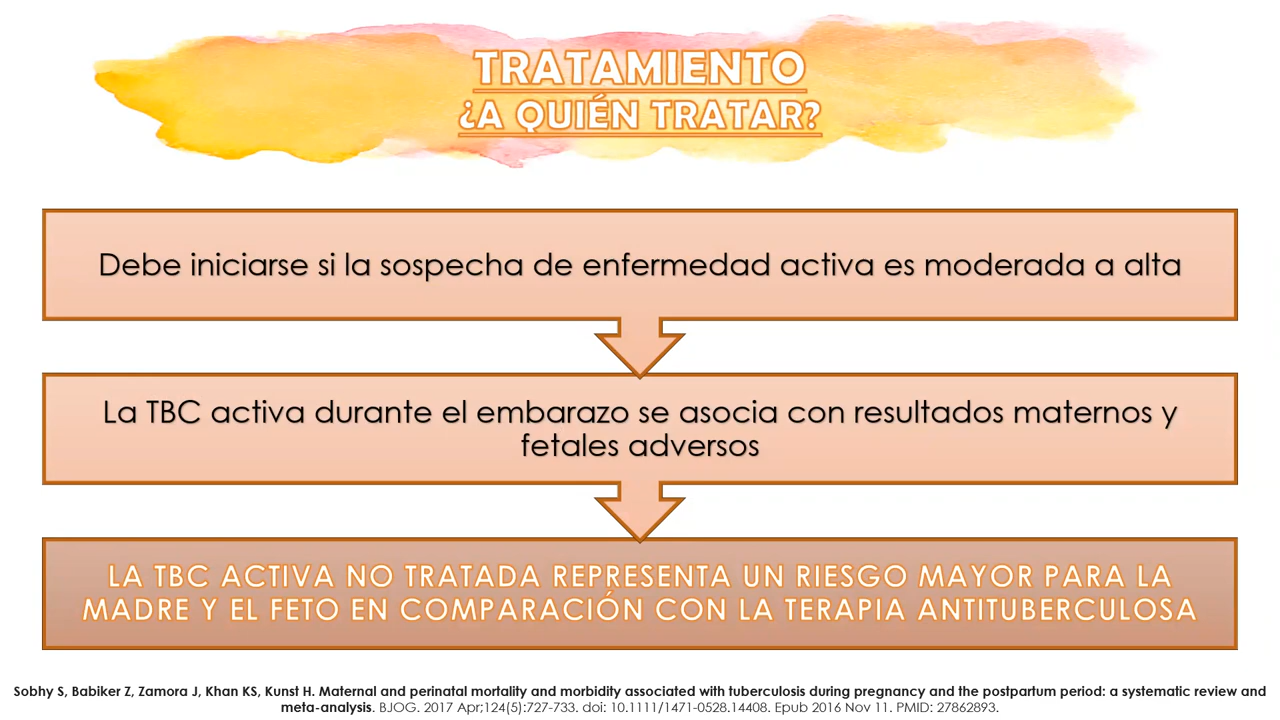 TRATAMIENTO
¿A QUIÉN TRATAR?
Debe iniciarse si la sospecha de enfermedad activa es moderada a alta
La TBC activa durante el embarazo se asocia con resultados maternos y
fetales adversos
LA TBC ACTIVA NO TRATADA REPRESENTA UN RIESGO MAYOR PARA LA
MADRE Y EL FETO EN COMPARACIÓN CON LA TERAPIA ANTITUBERCULOSA
Sobhy S, Babiker Z, Zamora J, Khan KS, Kunst H. Maternal and perinatal mortality and morbidity associated with tuberculosis during pregnancy and the postpartum period: a systematic review and
meta-analysis. BJOG. 2017 Apr;124(5):727-733. doi: 10.1111/1471-0528.14408. Epub 2016 Nov 11. PMID: 27862893.